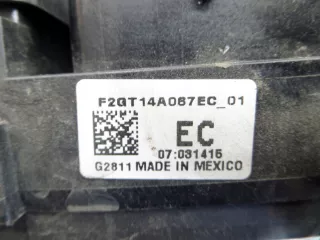 F2GT14A067EC_01
EC
07:031415
G2811 MADE IN MEXICO